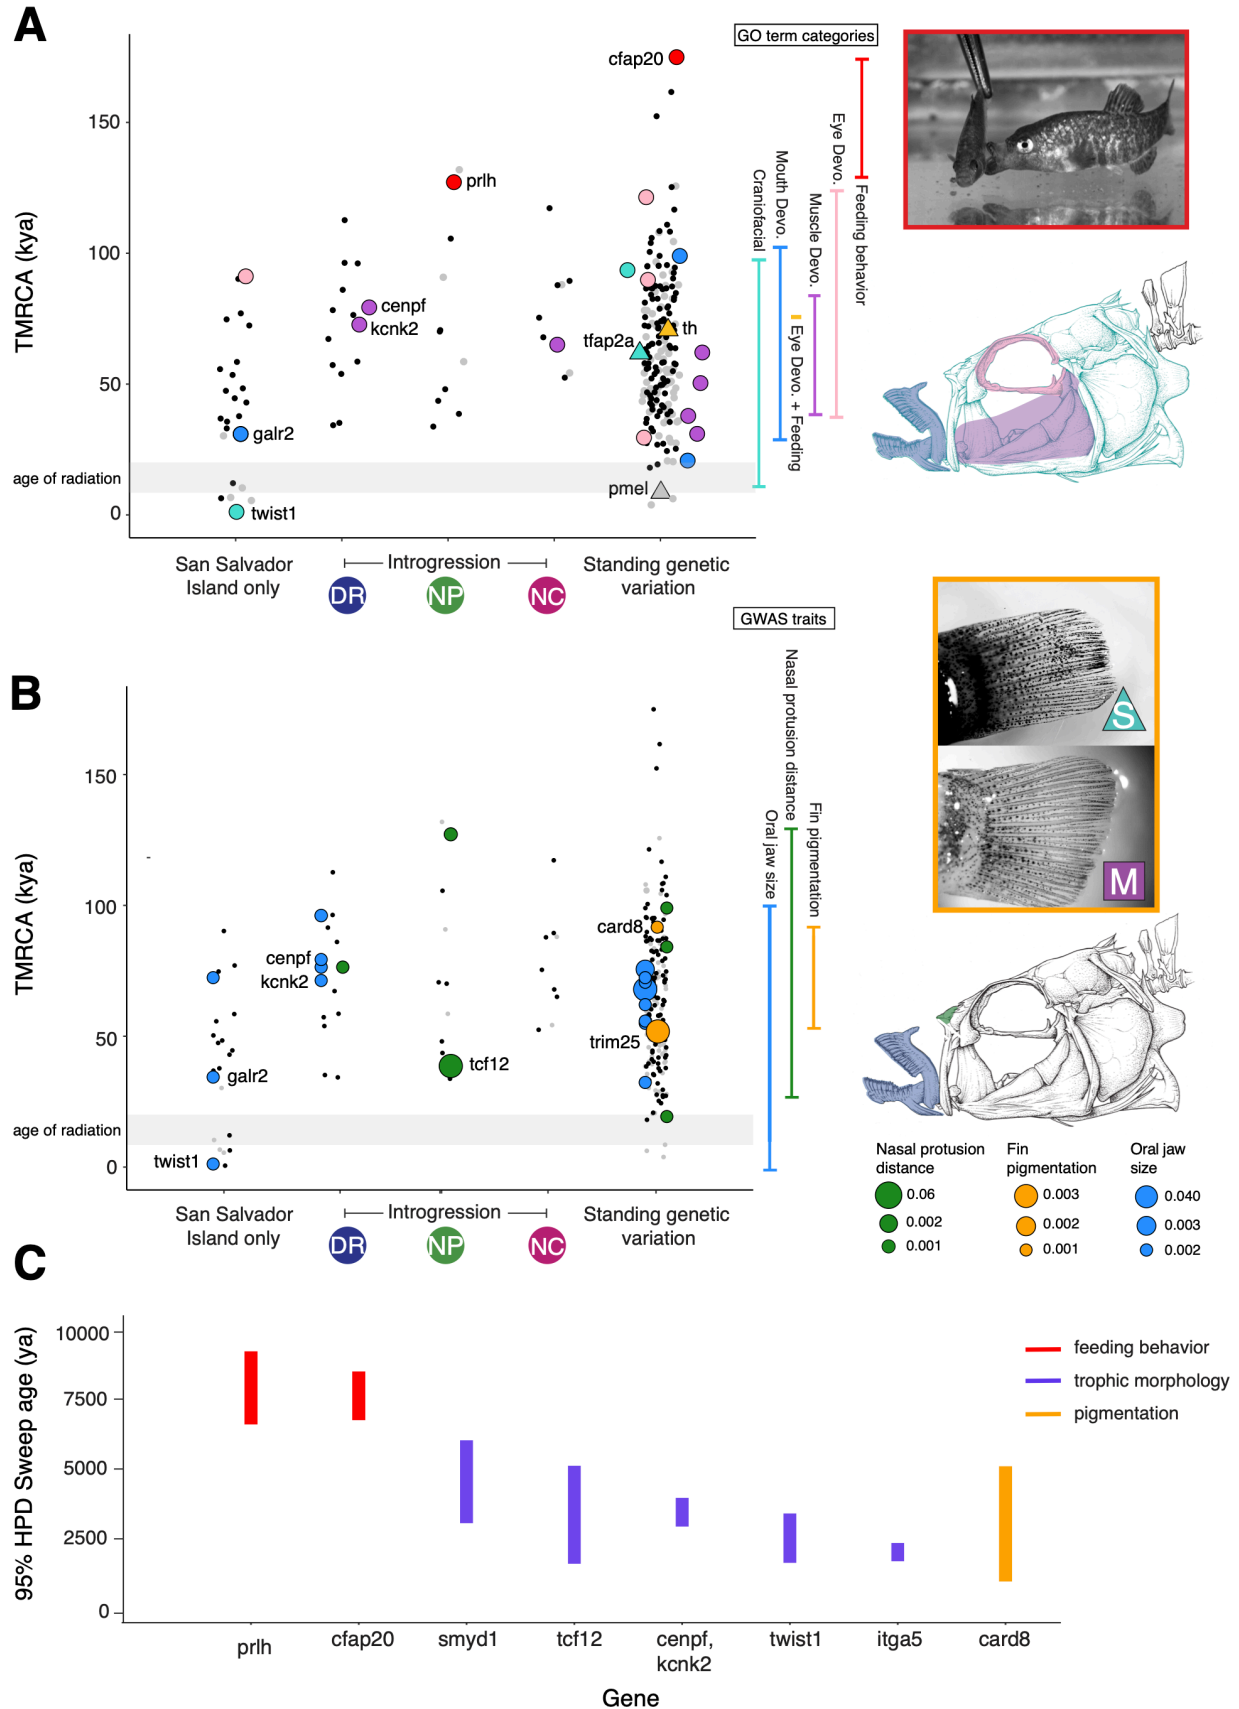 A
GO term categories
cfap20
150
prlh
100
cenpf
kcnk2
th
tfap2a
50
galr2
age of radiation
pmel
0
twist1
TMRCA (kya)
Craniofacial
Mouth Devo.
Eye Devo. + Feeding
Muscle Devo.
Eye Devo.
Feeding behavior
San Salvador
Island only
Introgression
Standing genetic
variation
DR
NP
NC
GWAS traits
B
150
100
card8
cenpf
kcnk2
50
trim25
tcf12
galr2
age of radiation
0
twist1
TMRCA (kya)
Oral jaw size
Nasal protusion distance
Fin pigmentation
S
M
San Salvador
Island only
Introgression
Standing genetic
variation
DR
NP
NC
Nasal protusion
distance
0.06
0.002
0.001
Fin
pigmentation
0.003
0.002
0.001
Oral jaw
size
0.040
0.003
0.002
C
95% HPD Sweep age (ya)
10000
7500
5000
2500
0
feeding behavior
trophic morphology
pigmentation
prlh
cfap20
smyd1
tcf12
cenpf,
kcnk2
twist1
itga5
card8
Gene